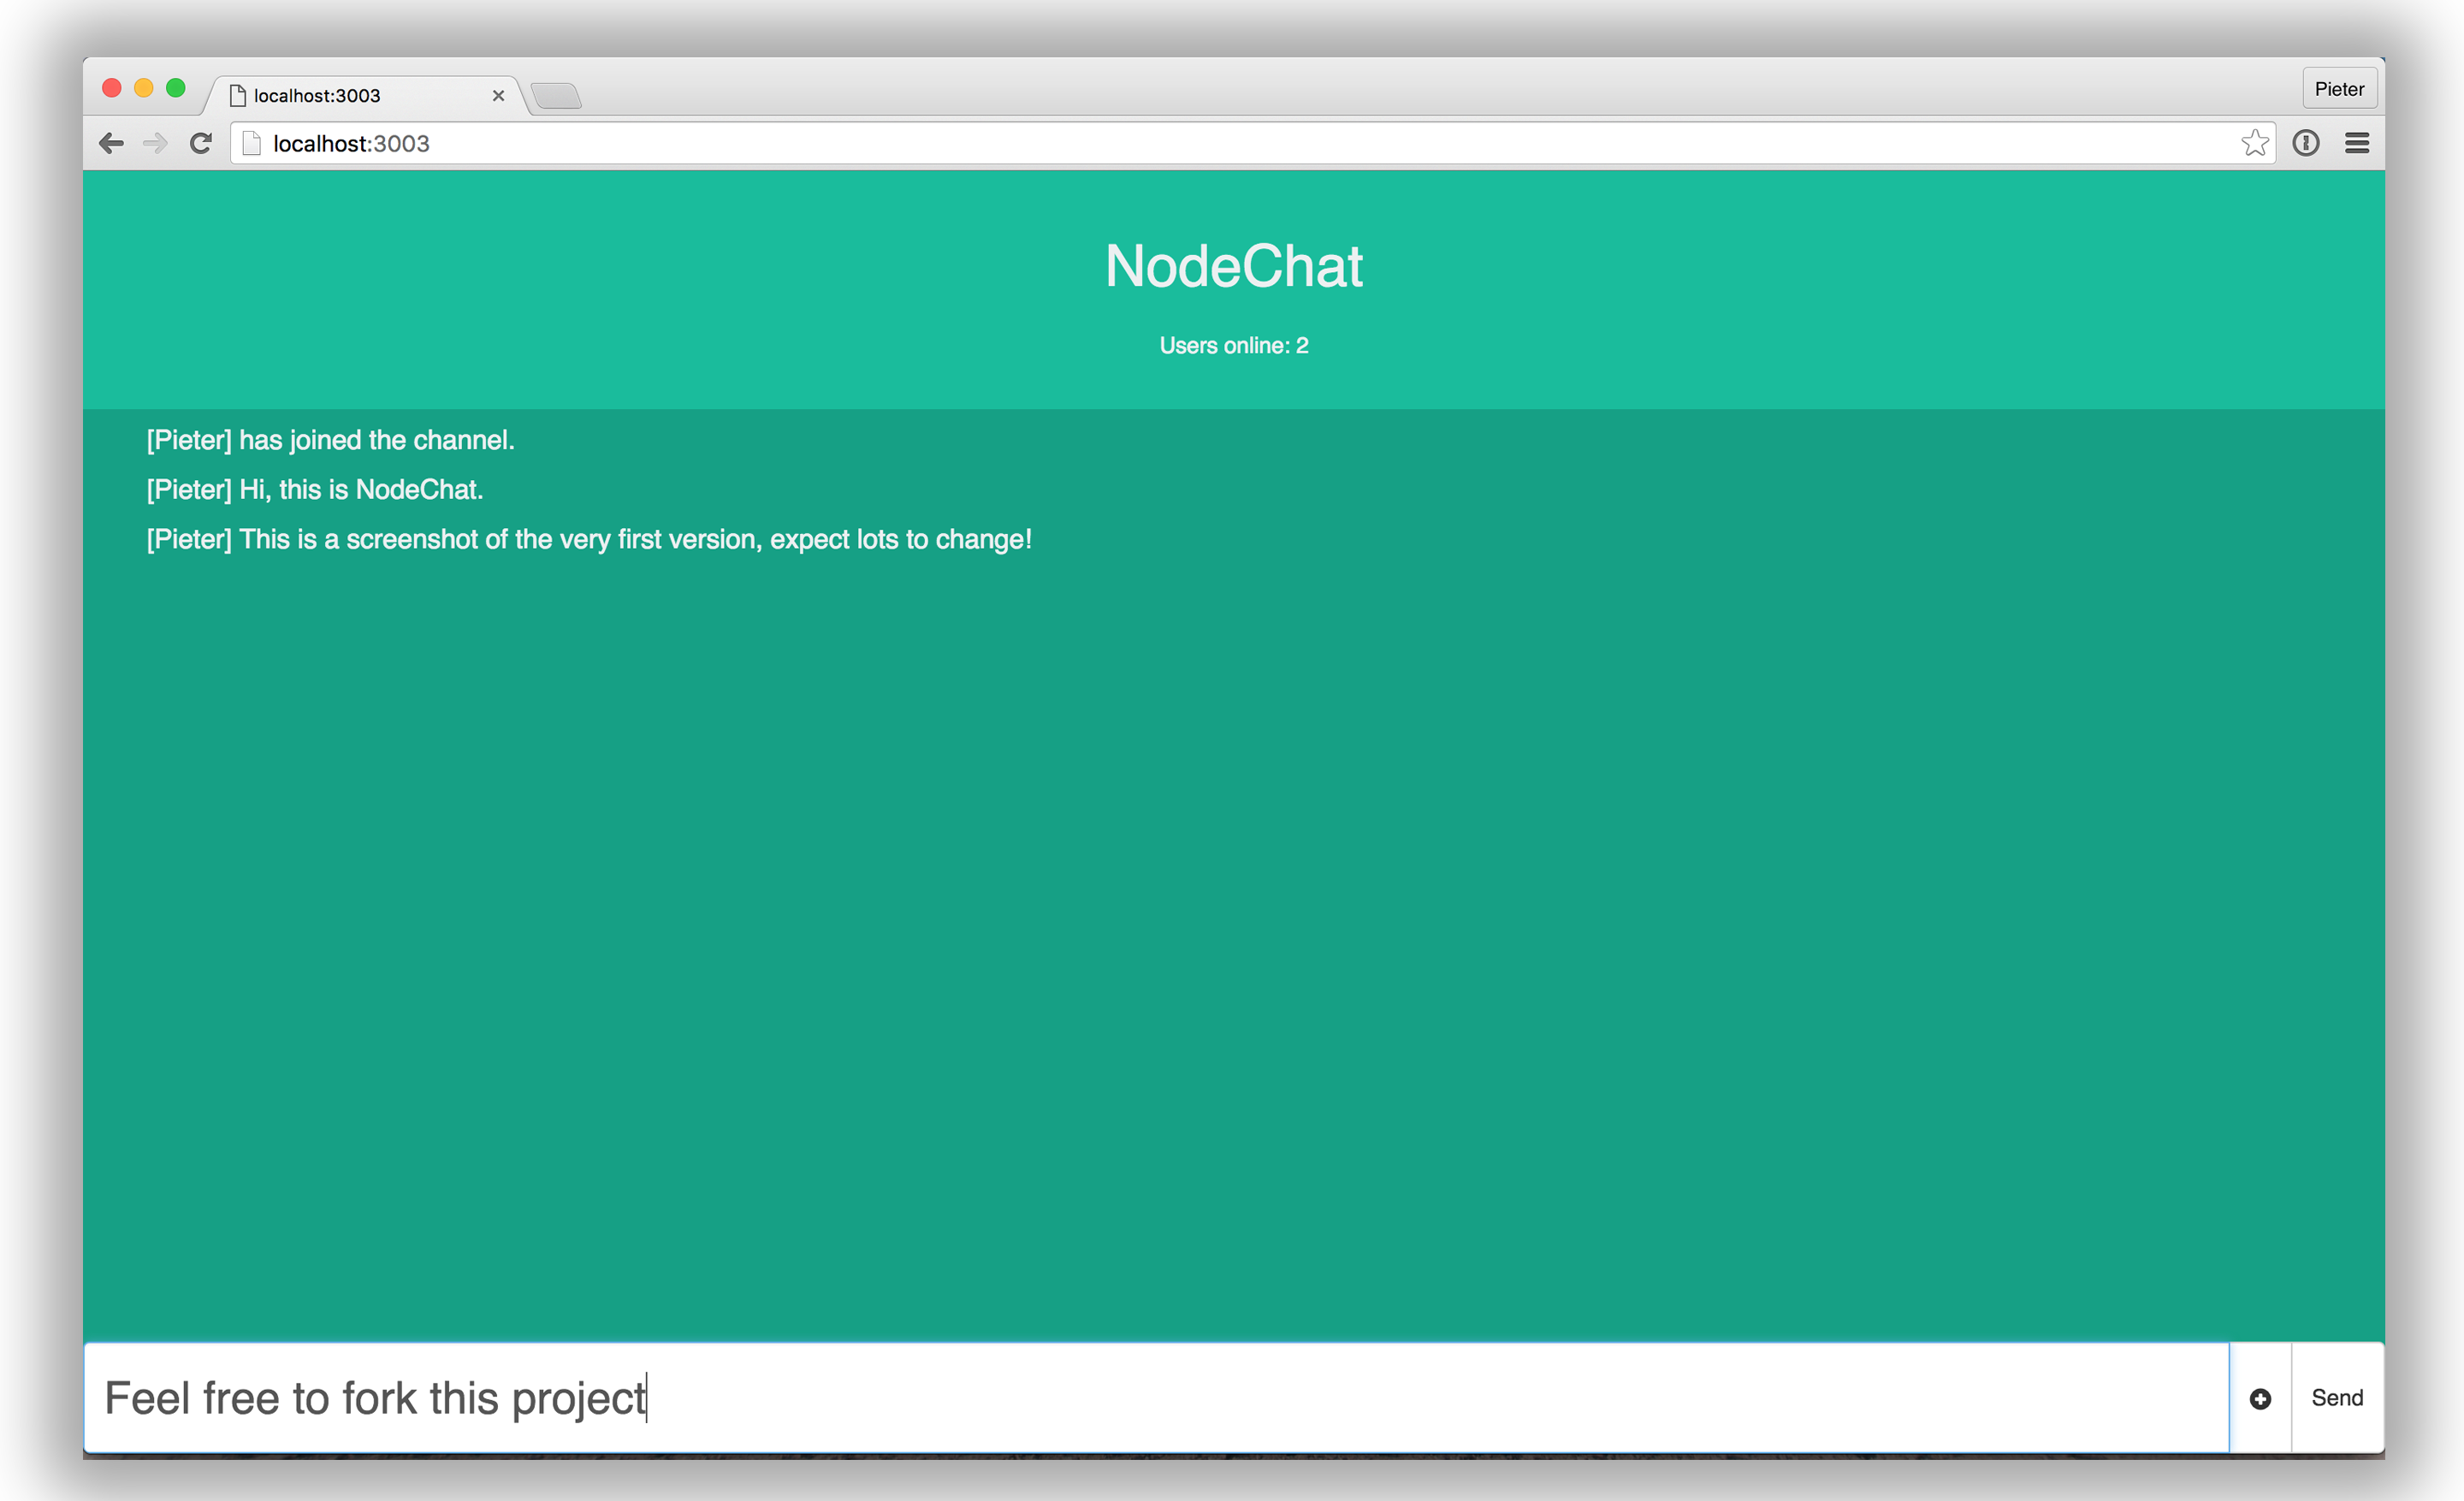 localhost:3003
Pieter
localhost:3003
NodeChat
Users online: 2
[Pieter] has joined the channel.
[Pieter] Hi, this is NodeChat.
[Pieter] This is a screenshot of the very first version, expect lots to change!
Feel free to fork this project
Send